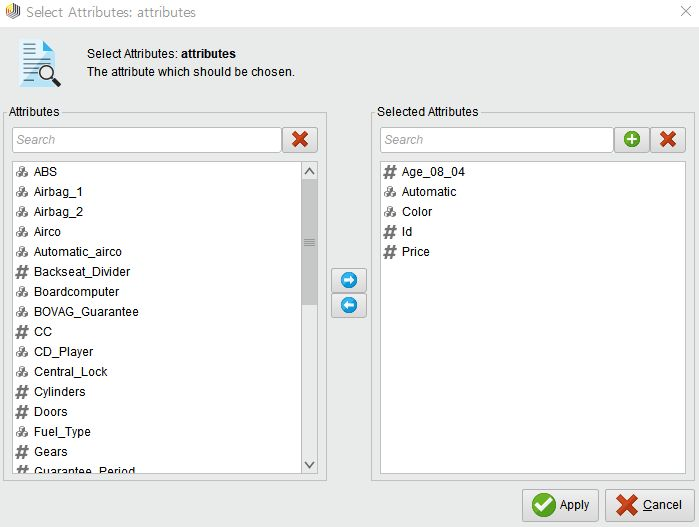 Select Attributes: attributes
Select Attributes: attributes
The attribute which should be chosen.
Attributes
Search
ABS
Airbag_1
Airbag_2
Airco
Automatic_airco
Backseat_Divider
Boardcomputer
BOVAG_Guarantee
CC
CD_Player
Central_Lock
Cylinders
Doors
Fuel_Type
Gears
Guarantee_Period
Selected Attributes
Search
Age_08_04
Automatic
Color
Id
Price
Apply
Cancel